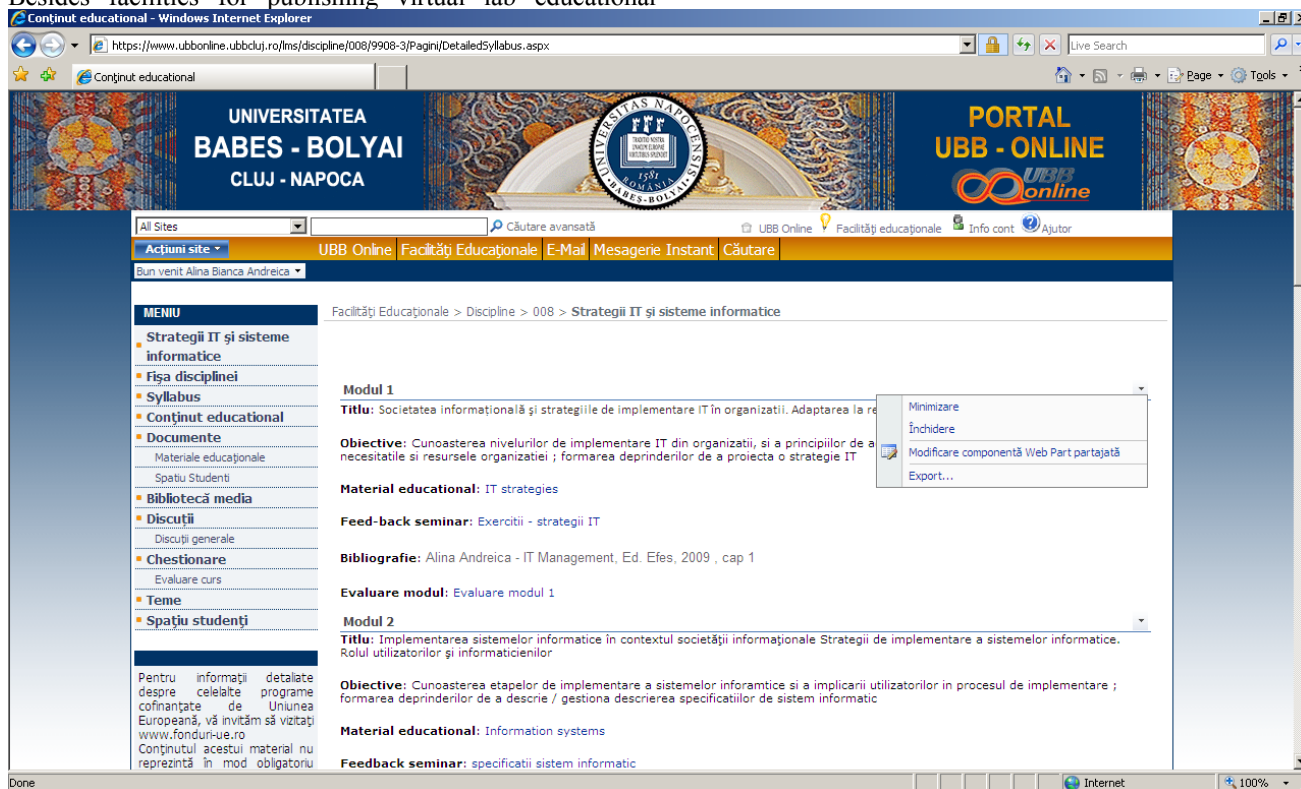 Besides facilities for publishing virtual lab educational
Conținut educational - Windows Internet Explorer
https://www.ubbonline.ubbcluj.ro/lms/discipline/008/9908-3/Pagini/DetailedSyllabus.aspx
Live Search
Conținut educational
Page
Tools
UNIVERSITATEA
BABES - BOLYAI
CLUJ - NAPOCA
1581
PORTAL
UBB - ONLINE
UBB
online
All Sites
Căutare avansată
UBB Online
Facilități educaționale
Info cont
Ajutor
Acțiuni site
UBB Online
Facilități Educaționale
E-Mail
Mesagerie Instant
Căutare
Bun venit Alina Bianca Andreica
MENIU
Strategii IT și sisteme
informatice
Fișa disciplinei
Syllabus
Conținut educational
Documente
Materiale educaționale
Spatiu Studenti
Bibliotecă media
Discuții
Discuții generale
Chestionare
Evaluare curs
Teme
Spațiu studenți
Pentru informații detaliate
despre celelalte programe
cofinanțate de Uniunea
Europeană, vă invităm să vizitați
www.fonduri-ue.ro
Conținutul acestui material nu
reprezintă în mod obligatoriu
Facilități Educaționale > Discipline > 008 > Strategii IT și sisteme informatice
Modul 1
Titlu: Societatea informațională și strategiile de implementare IT în organizatii. Adaptarea la re
Obiective: Cunoasterea nivelurilor de implementare IT din organizatii, si a principiilor de a
necesitatile si resursele organizatiei ; formarea deprinderilor de a proiecta o strategie IT
Minimizare
Închidere
Modificare componentă Web Part partajată
Export...
Material educational: IT strategies
Feed-back seminar: Exercitii - strategii IT
Bibliografie: Alina Andreica - IT Management, Ed. Efes, 2009 , cap 1
Evaluare modul: Evaluare modul 1
Modul 2
Titlu: Implementarea sistemelor informatice în contextul societății informaționale Strategii de implementare a sistemelor informatice.
Rolul utilizatorilor și informaticienilor
Obiective: Cunoasterea etapelor de implementare a sistemelor inforamtice si a implicarii utilizatorilor in procesul de implementare ;
formarea deprinderilor de a descrie / gestiona descrierea specificatiilor de sistem informatic
Material educational: Information systems
Feedback seminar: specificatii sistem informatic
Done
Internet
100%